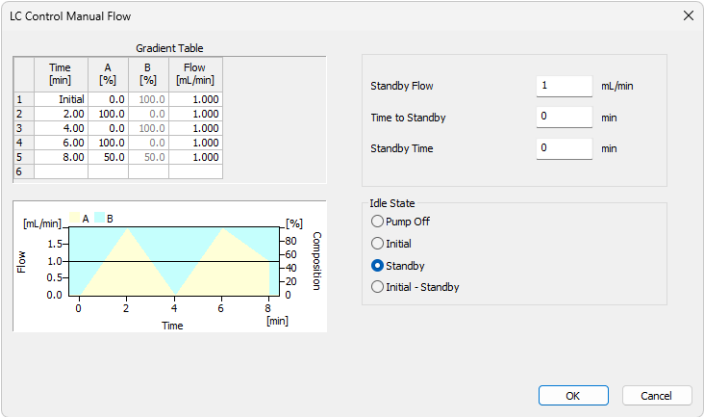 LC Control Manual Flow
Gradient Table
Time [min] A [%] B [%] Flow [mL/min]
1 Initial 0.0 100.0 1.000
2 2.00 100.0 0.0 1.000
3 4.00 0.0 100.0 1.000
4 6.00 100.0 0.0 1.000
5 8.00 50.0 50.0 1.000
6
[mL/min] A B [%]
1.5
1.0
0.5
0.0
Flow
80
60
40
20
0
Composition
0 2 4 6 8
Time [min]
Standby Flow 1 mL/min
Time to Standby 0 min
Standby Time 0 min
Idle State
Pump Off
Initial
Standby
Initial - Standby
OK Cancel